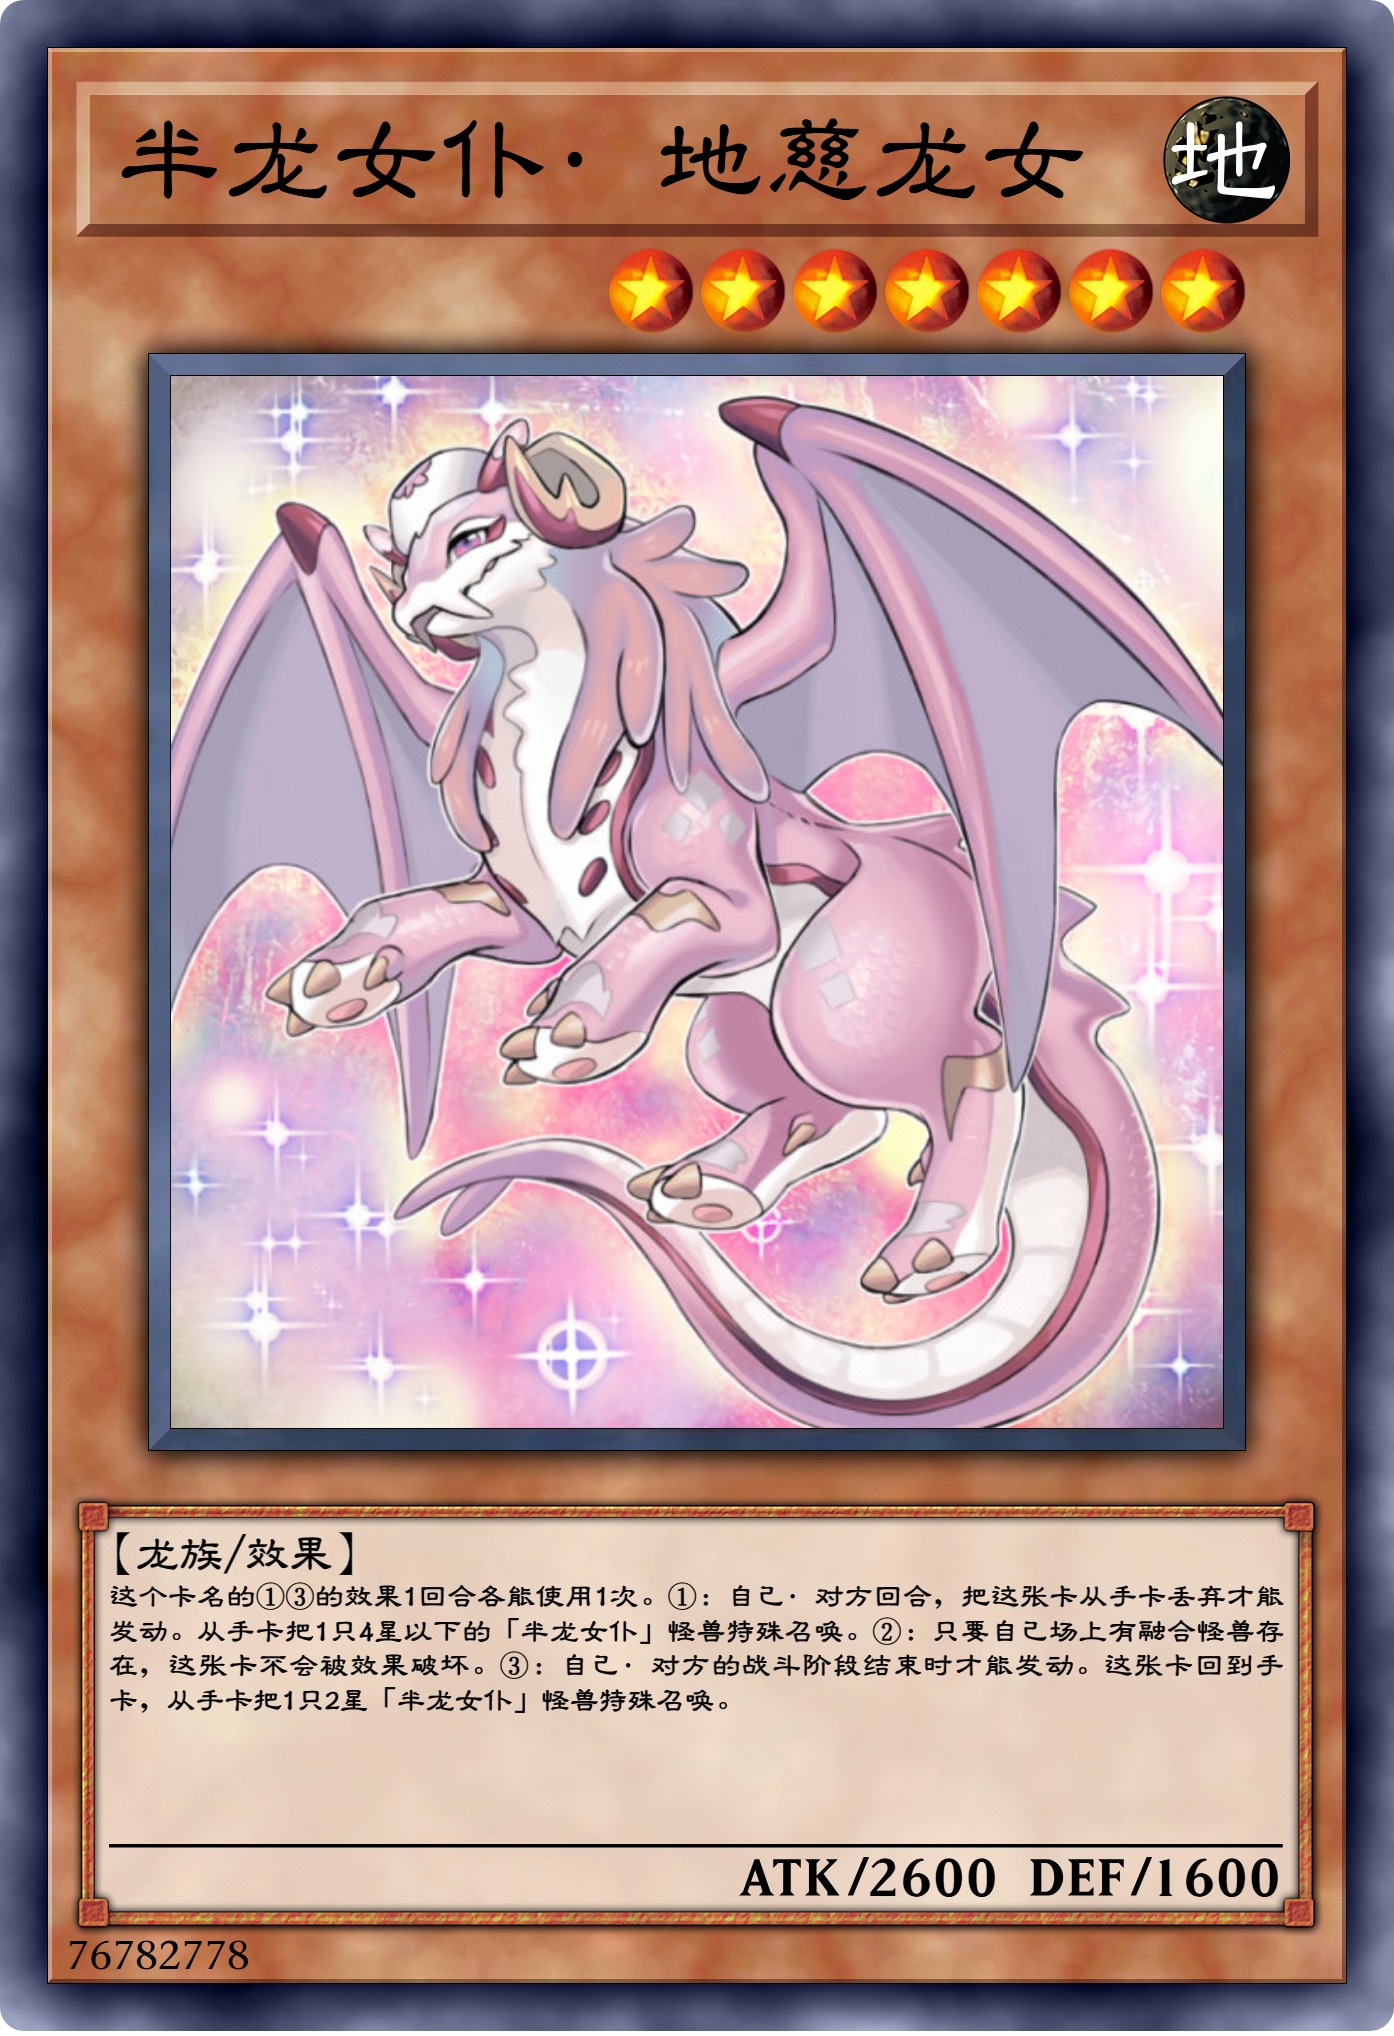 半龙女仆·地慈龙女
地
【龙族/效果】
这个卡名的①③的效果1回合各能使用1次。①：自己·对方回合，把这张卡从手卡丢弃才能
发动。从手卡把1只4星以下的「半龙女仆」怪兽特殊召唤。②：只要自己场上有融合怪兽存
在，这张卡不会被效果破坏。③：自己·对方的战斗阶段结束时才能发动。这张卡回到手
卡，从手卡把1只2星「半龙女仆」怪兽特殊召唤。
ATK/2600 DEF/1600
76782778